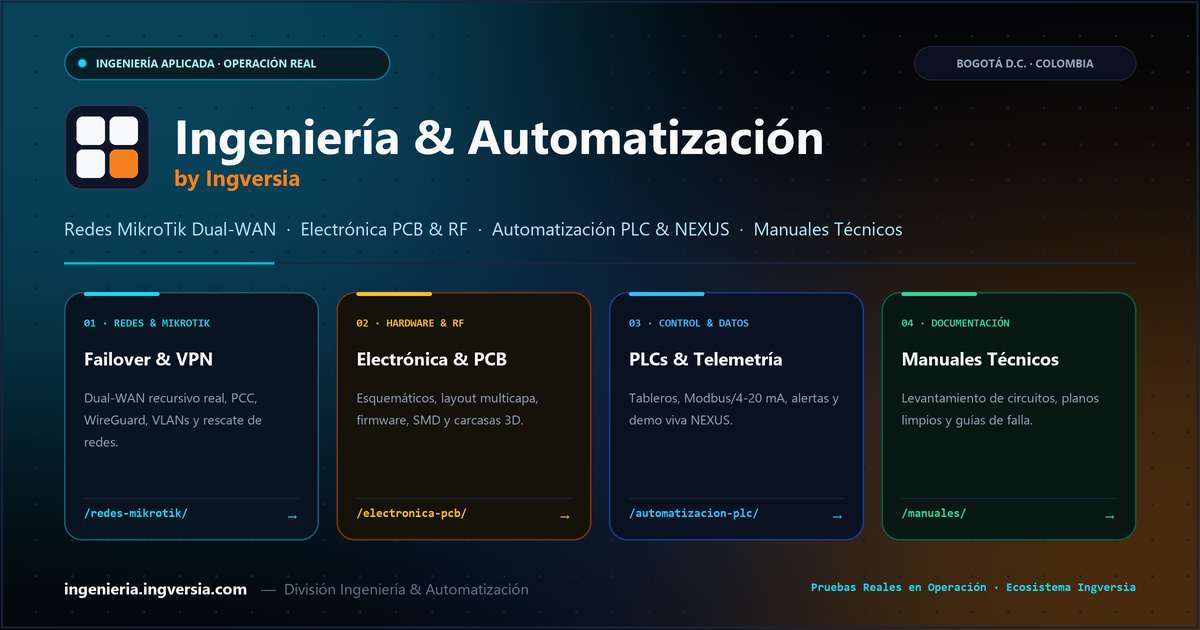 INGENIERÍA APLICADA · OPERACIÓN REAL
BOGOTÁ D.C. · COLOMBIA
Ingeniería & Automatización
by Ingversia
Redes MikroTik Dual-WAN · Electrónica PCB & RF · Automatización PLC & NEXUS · Manuales Técnicos
01 · REDES & MIKROTIK
Failover & VPN
Dual-WAN recursivo real, PCC,
WireGuard, VLANs y rescate de
redes.
/redes-mikrotik/ →
02 · HARDWARE & RF
Electrónica & PCB
Esquemáticos, layout multicapa,
firmware, SMD y carcasas 3D.
/electronica-pcb/ →
03 · CONTROL & DATOS
PLCs & Telemetría
Tableros, Modbus/4-20 mA, alertas y
demo viva NEXUS.
/automatizacion-plc/ →
04 · DOCUMENTACIÓN
Manuales Técnicos
Levantamiento de circuitos, planos
limpios y guías de falla.
/manuales/ →
ingenieria.ingversia.com — División Ingeniería & Automatización
Pruebas Reales en Operación · Ecosistema Ingversia